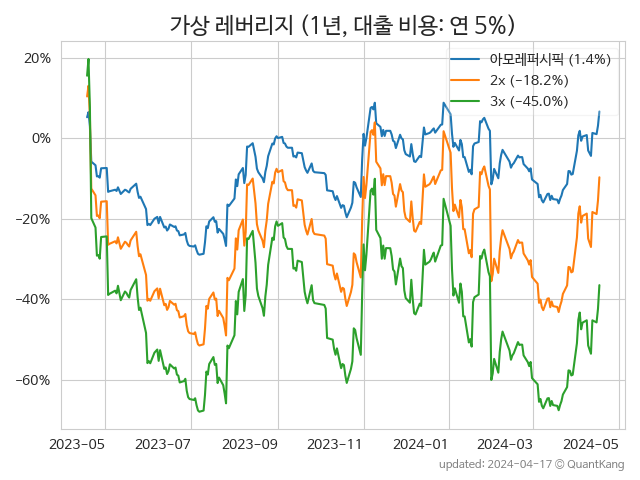 가상 레버리지 (1년, 대출 비용: 연 5%)
아모레퍼시픽 (1.4%)
2x (−18.2%)
3x (−45.0%)
20%
0%
−20%
−40%
−60%
2023-05 2023-07 2023-09 2023-11 2024-01 2024-03 2024-05
updated: 2024-04-17 © QuantKang